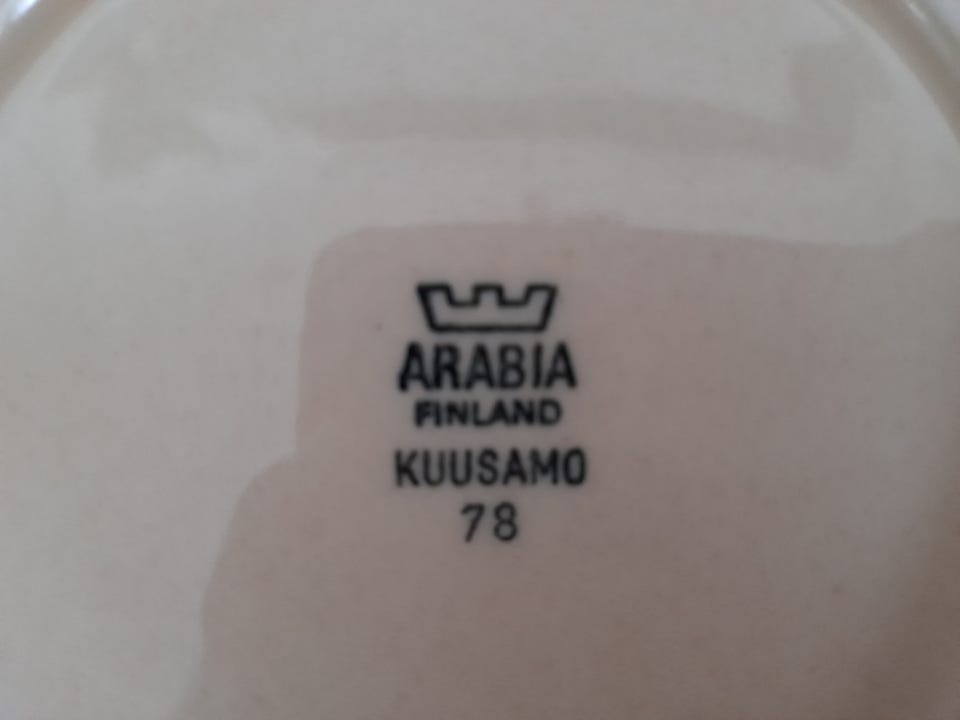 ARABIA
FINLAND
KUUSAMO
78